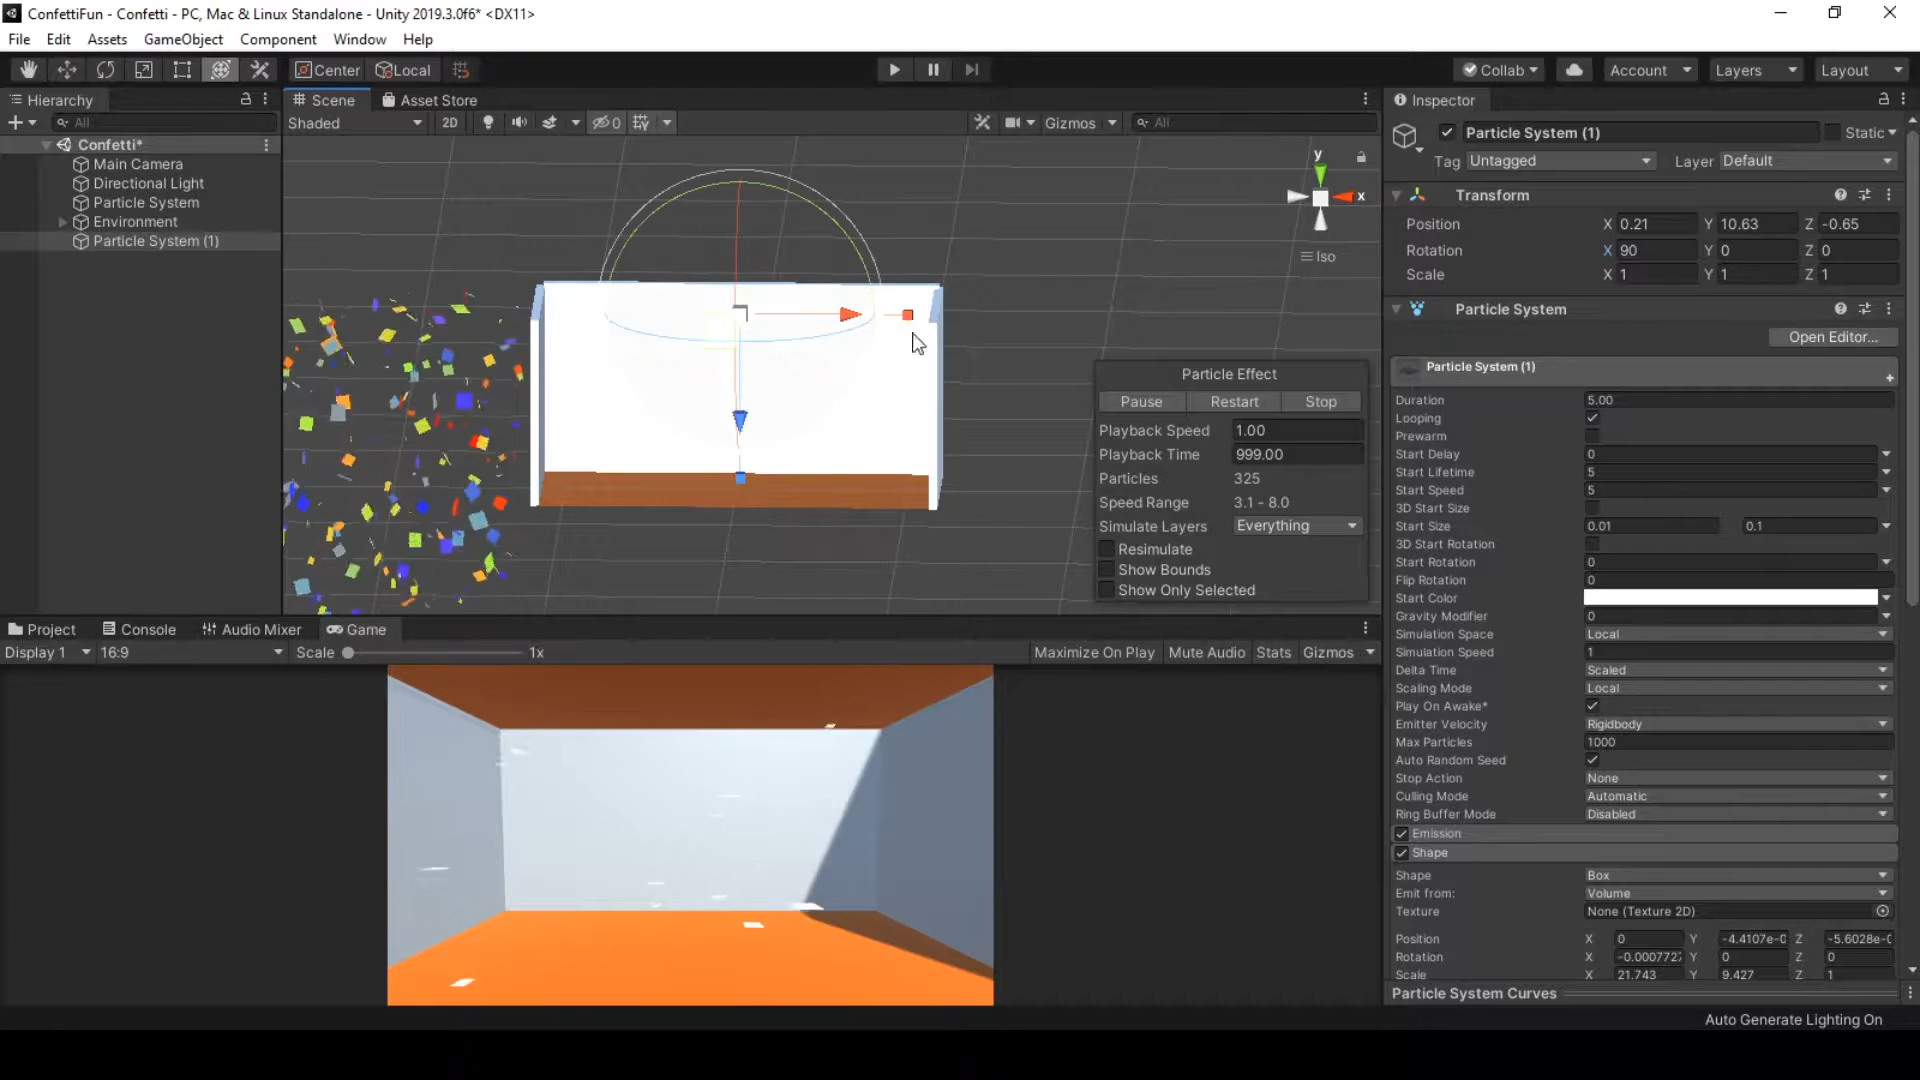 ConfettiFun - Confetti - PC, Mac & Linux Standalone - Unity 2019.3.0f6* <DX11>
File Edit Assets GameObject Component Window Help
Center Local Collab Account Layers Layout
Hierarchy
All
Confetti*
Main Camera
Directional Light
Particle System
Environment
Particle System (1)
Scene Asset Store
Shaded 2D 0 Gizmos All
y
x
Iso
Particle Effect
Pause Restart Stop
Playback Speed 1.00
Playback Time 999.00
Particles 325
Speed Range 3.1 - 8.0
Simulate Layers Everything
Resimulate
Show Bounds
Show Only Selected
Project Console Audio Mixer Game
Display 1 16:9 Scale 1x Maximize On Play Mute Audio Stats Gizmos
Inspector
Particle System (1) Static
Tag Untagged Layer Default
Transform
Position X 0.21 Y 10.63 Z -0.65
Rotation X 90 Y 0 Z 0
Scale X 1 Y 1 Z 1
Particle System
Open Editor...
Particle System (1)
Duration 5.00
Looping
Prewarm
Start Delay 0
Start Lifetime 5
Start Speed 5
3D Start Size
Start Size 0.01 0.1
3D Start Rotation
Start Rotation 0
Flip Rotation 0
Start Color
Gravity Modifier 0
Simulation Space Local
Simulation Speed 1
Delta Time Scaled
Scaling Mode Local
Play On Awake*
Emitter Velocity Rigidbody
Max Particles 1000
Auto Random Seed
Stop Action None
Culling Mode Automatic
Ring Buffer Mode Disabled
Emission
Shape
Shape Box
Emit from: Volume
Texture None (Texture 2D)
Position X 0 Y -4.4107e-0 Z -5.6028e-0
Rotation X -0.000772 Y 0 Z 0
Scale X 21.743 Y 9.427 Z 1
Particle System Curves
Auto Generate Lighting On